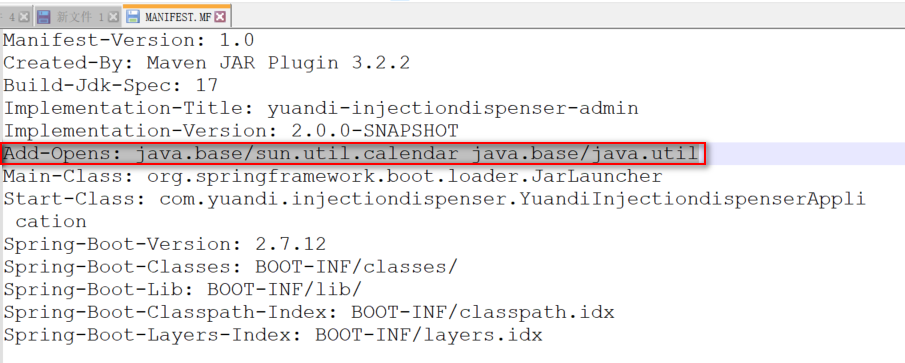 4
新文件 1
MANIFEST.MF
Manifest-Version: 1.0
Created-By: Maven JAR Plugin 3.2.2
Build-Jdk-Spec: 17
Implementation-Title: yuandi-injectiondispenser-admin
Implementation-Version: 2.0.0-SNAPSHOT
Add-Opens: java.base/sun.util.calendar java.base/java.util
Main-Class: org.springframework.boot.loader.JarLauncher
Start-Class: com.yuandi.injectiondispenser.YuandiInjectiondispenserAppli
cation
Spring-Boot-Version: 2.7.12
Spring-Boot-Classes: BOOT-INF/classes/
Spring-Boot-Lib: BOOT-INF/lib/
Spring-Boot-Classpath-Index: BOOT-INF/classpath.idx
Spring-Boot-Layers-Index: BOOT-INF/layers.idx